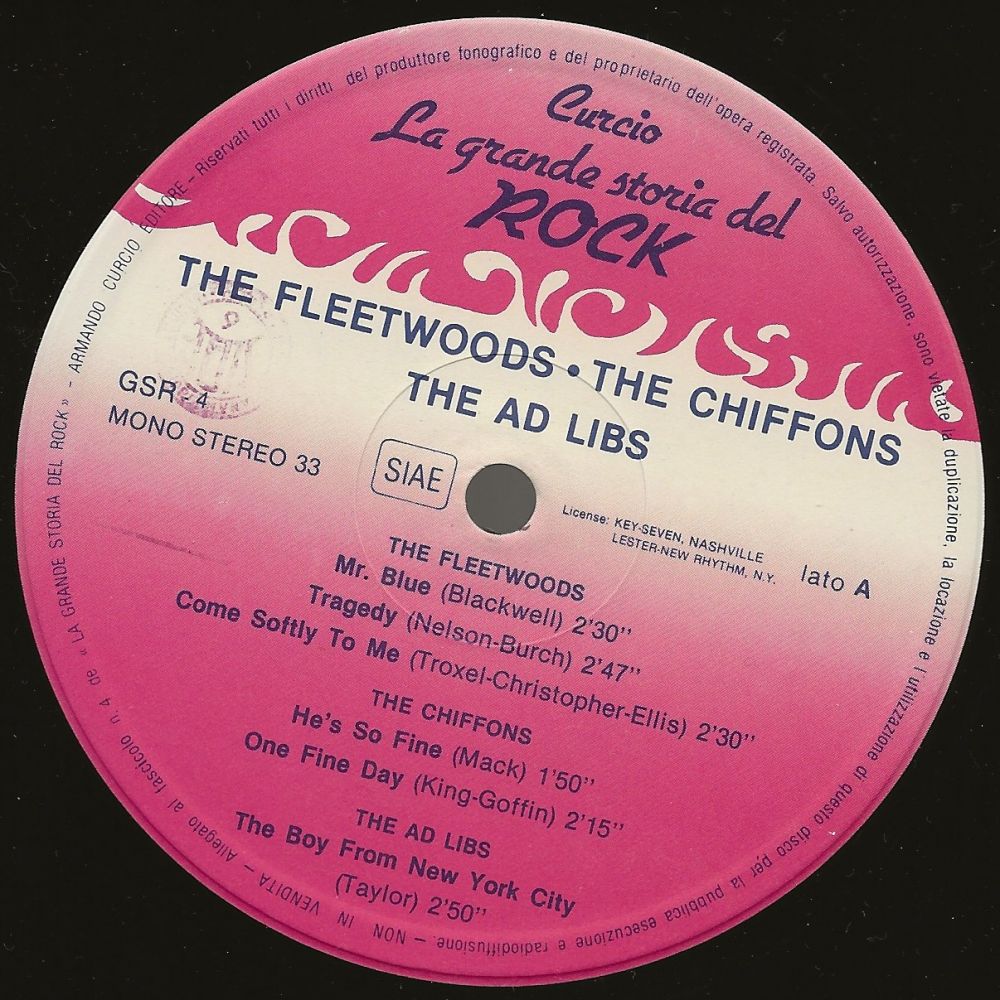 Curcio
La grande storia del
ROCK
THE FLEETWOODS • THE CHIFFONS
THE AD LIBS
GSR - 4
MONO STEREO 33
SIAE
License: KEY-SEVEN, NASHVILLE
LESTER-NEW RHYTHM, N.Y.
lato A
THE FLEETWOODS
Mr. Blue (Blackwell) 2'30''
Tragedy (Nelson-Burch) 2'47''
Come Softly To Me (Troxel-Christopher-Ellis) 2'30''
THE CHIFFONS
He's So Fine (Mack) 1'50''
One Fine Day (King-Goffin) 2'15''
THE AD LIBS
The Boy From New York City
(Taylor) 2'50''
NON IN VENDITA – Allegato al fascicolo n. 4 de « LA GRANDE STORIA DEL ROCK » - ARMANDO CURCIO EDITORE – Riservati tutti i diritti del produttore fonografico e del proprietario dell'opera registrata. Salvo autorizzazione, sono vietate la duplicazione, la locazione e l'utilizzazione di questo disco per la pubblica esecuzione e radiodiffusione. –